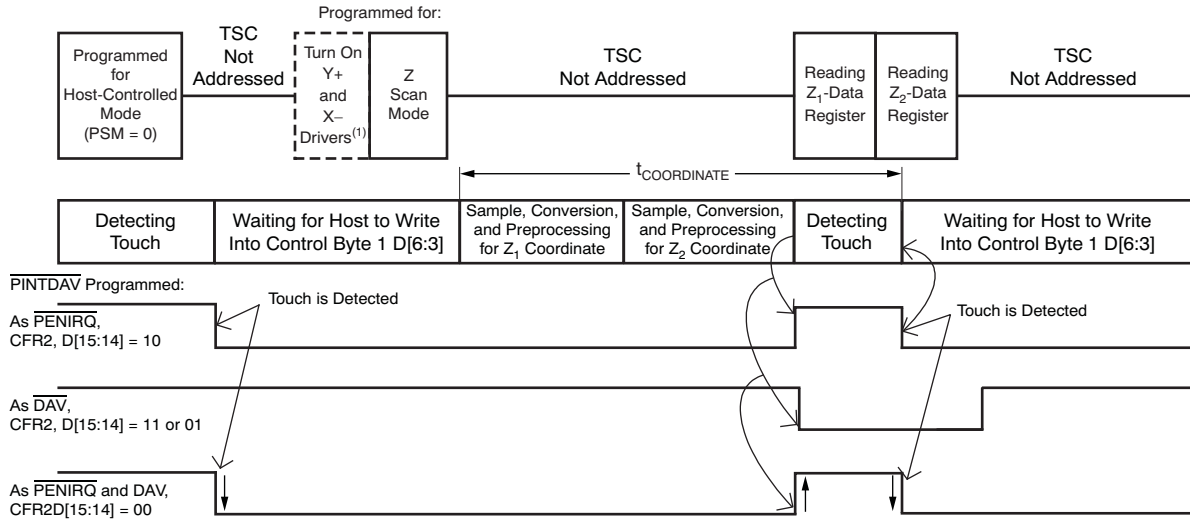 Programmed for:
Programmed
for
Host-Controlled
Mode
(PSM = 0)
TSC
Not
Addressed
Turn On
Y+
and
X–
Drivers(1)
Z
Scan
Mode
TSC
Not Addressed
Reading
Z1-Data
Register
Reading
Z2-Data
Register
TSC
Not Addressed
tCOORDINATE
Detecting
Touch
Waiting for Host to Write
Into Control Byte 1 D[6:3]
Sample, Conversion,
and Preprocessing
for Z1 Coordinate
Sample, Conversion,
and Preprocessing
for Z2 Coordinate
Detecting
Touch
Waiting for Host to Write
Into Control Byte 1 D[6:3]
PINTDAV Programmed:
Touch is Detected
Touch is Detected
As PENIRQ,
CFR2, D[15:14] = 10
As DAV,
CFR2, D[15:14] = 11 or 01
As PENIRQ and DAV,
CFR2D[15:14] = 00